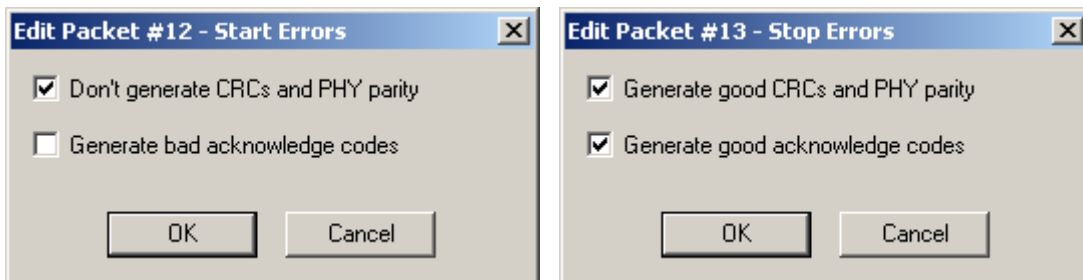 Edit Packet #12 - Start Errors
Don't generate CRCs and PHY parity
Generate bad acknowledge codes
OK Cancel
Edit Packet #13 - Stop Errors
Generate good CRCs and PHY parity
Generate good acknowledge codes
OK Cancel